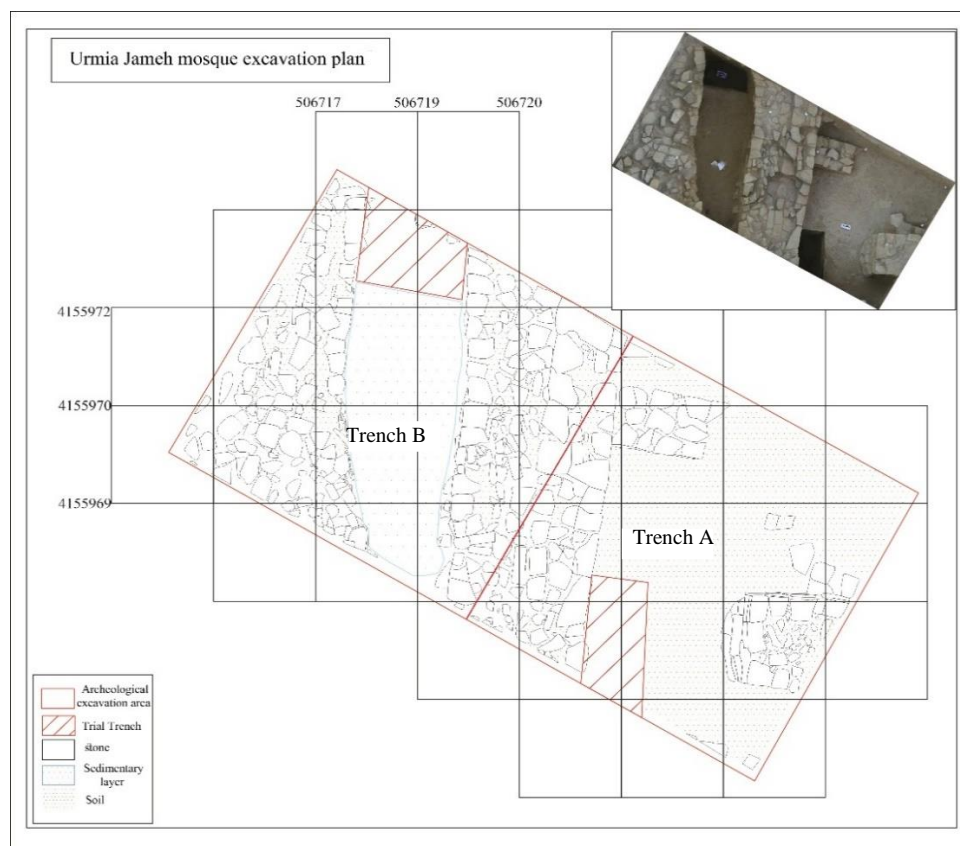 Urmia Jameh mosque excavation plan
506717 506719 506720
4155972
4155970
4155969
Trench B
Trench A
Archeological
excavation area
Trial Trench
stone
Sedimentary
layer
Soil